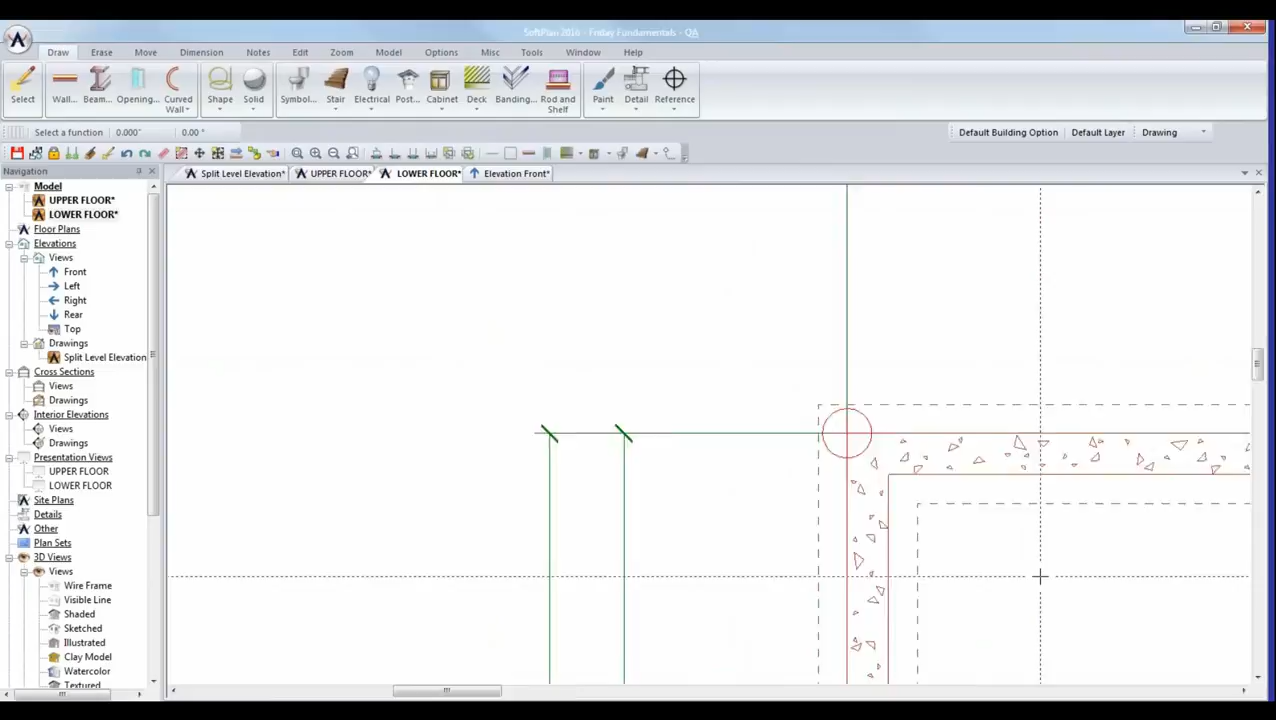 SoftPlan 2016 - Friday Fundamentals - QA
Draw Erase Move Dimension Notes Edit Zoom Model Options Misc Tools Window Help
Select Wall... Beam... Opening... Curved Wall Shape Solid Symbol... Stair Electrical Post... Cabinet Deck Banding... Rod and Shelf Paint Detail Reference
Select a function 0.000" 0.00 ° Default Building Option Default Layer Drawing
Navigation
Split Level Elevation* UPPER FLOOR* LOWER FLOOR* Elevation Front*
Model
UPPER FLOOR*
LOWER FLOOR*
Floor Plans
Elevations
Views
Front
Left
Right
Rear
Top
Drawings
Split Level Elevation
Cross Sections
Views
Drawings
Interior Elevations
Views
Drawings
Presentation Views
UPPER FLOOR
LOWER FLOOR
Site Plans
Details
Other
Plan Sets
3D Views
Views
Wire Frame
Visible Line
Shaded
Sketched
Illustrated
Clay Model
Watercolor
Textured